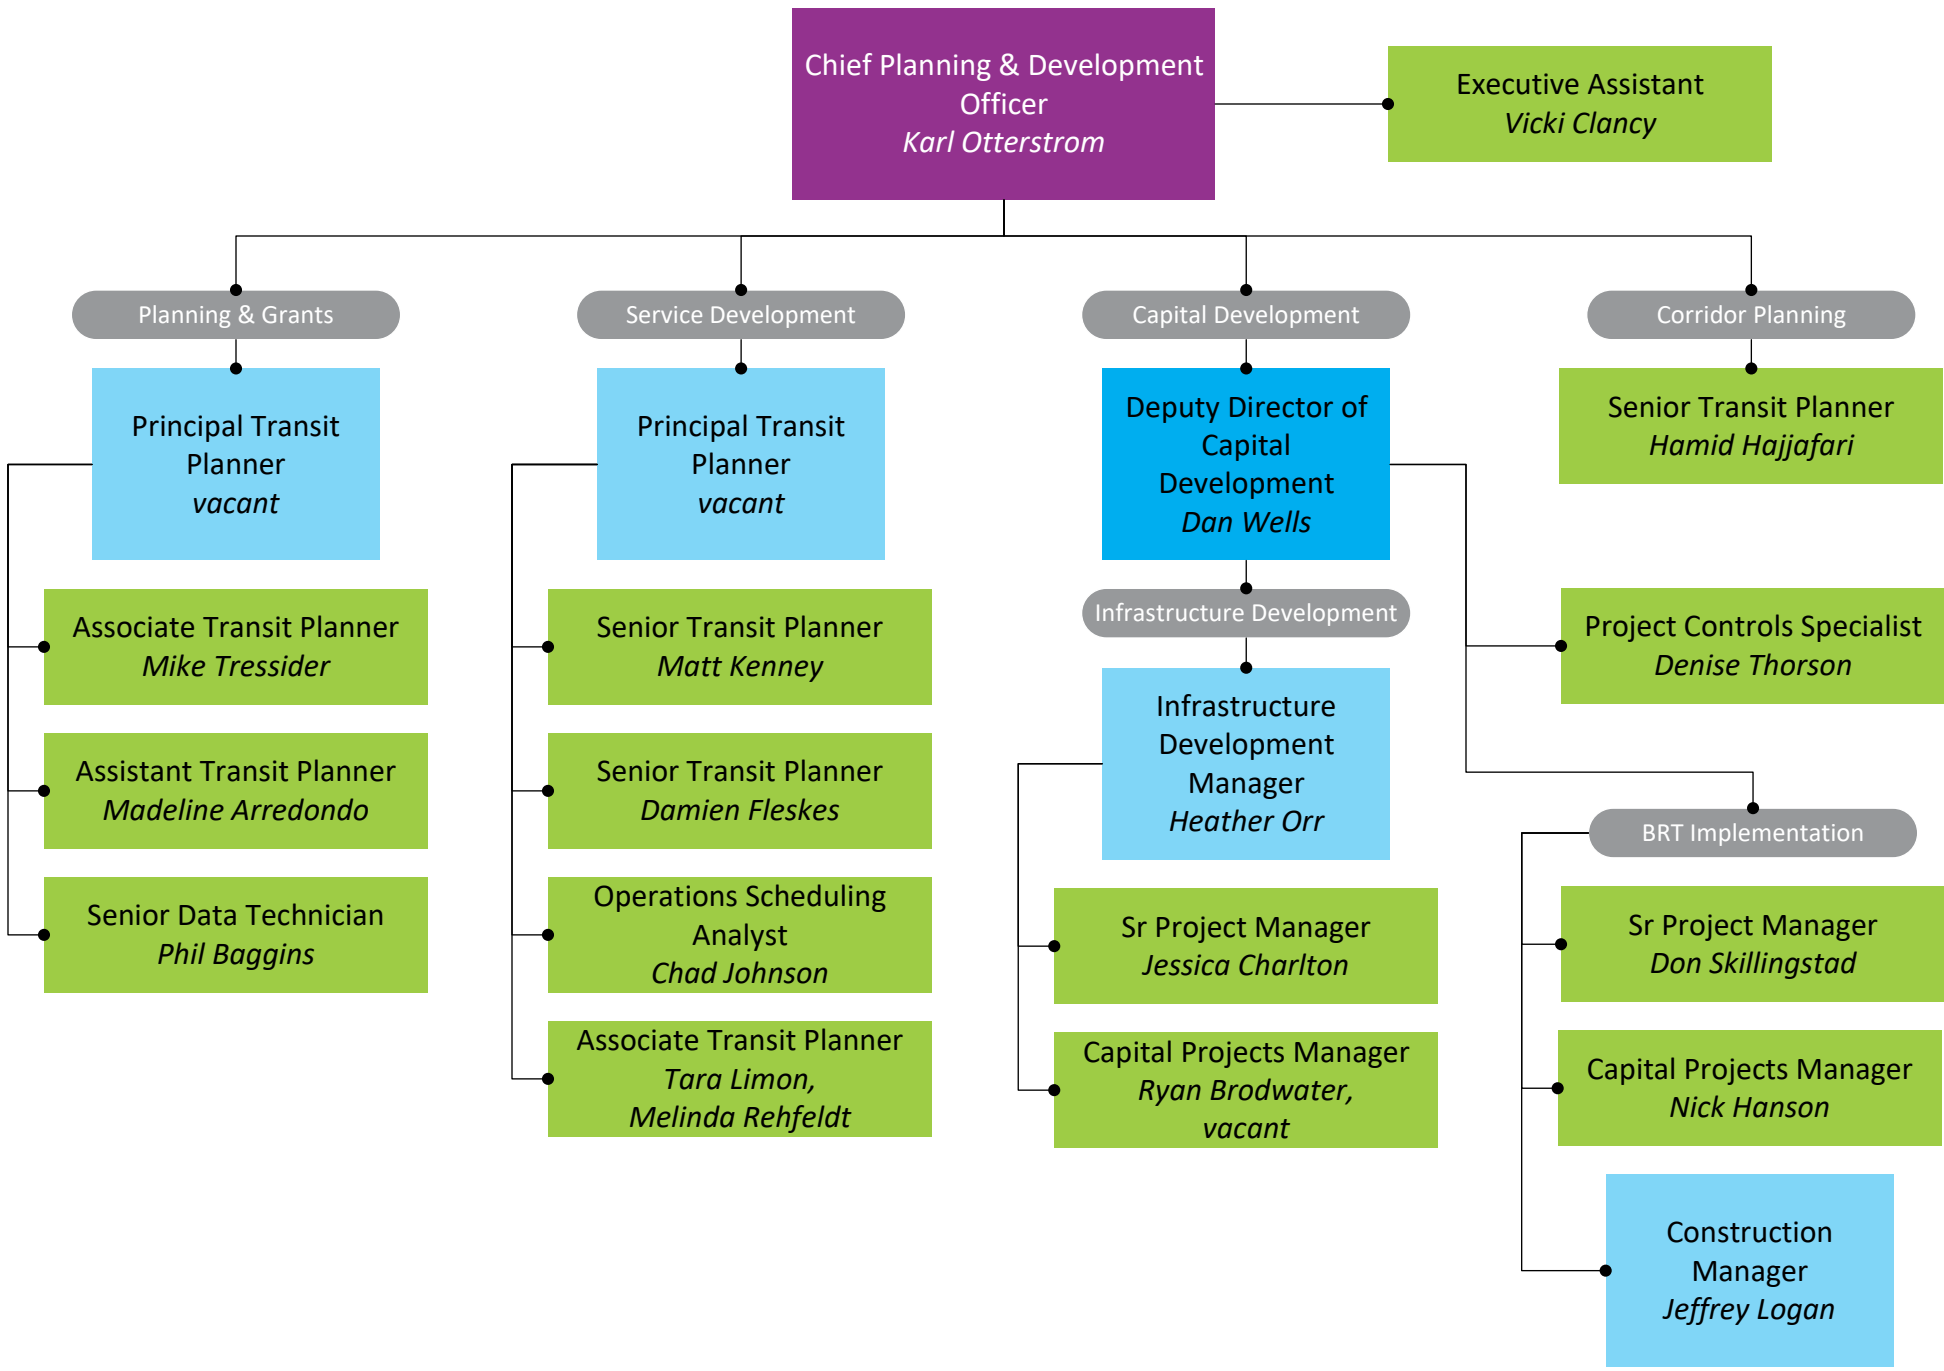 Chief Planning & Development
Officer
Karl Otterstrom
Executive Assistant
Vicki Clancy
Planning & Grants
Service Development
Capital Development
Corridor Planning
Principal Transit
Planner
vacant
Associate Transit Planner
Mike Tressider
Assistant Transit Planner
Madeline Arredondo
Senior Data Technician
Phil Baggins
Principal Transit
Planner
vacant
Senior Transit Planner
Matt Kenney
Senior Transit Planner
Damien Fleskes
Operations Scheduling
Analyst
Chad Johnson
Associate Transit Planner
Tara Limon,
Melinda Rehfeldt
Deputy Director of
Capital
Development
Dan Wells
Infrastructure Development
Infrastructure
Development
Manager
Heather Orr
Sr Project Manager
Jessica Charlton
Capital Projects Manager
Ryan Brodwater,
vacant
Senior Transit Planner
Hamid Hajjafari
Project Controls Specialist
Denise Thorson
BRT Implementation
Sr Project Manager
Don Skillingstad
Capital Projects Manager
Nick Hanson
Construction
Manager
Jeffrey Logan